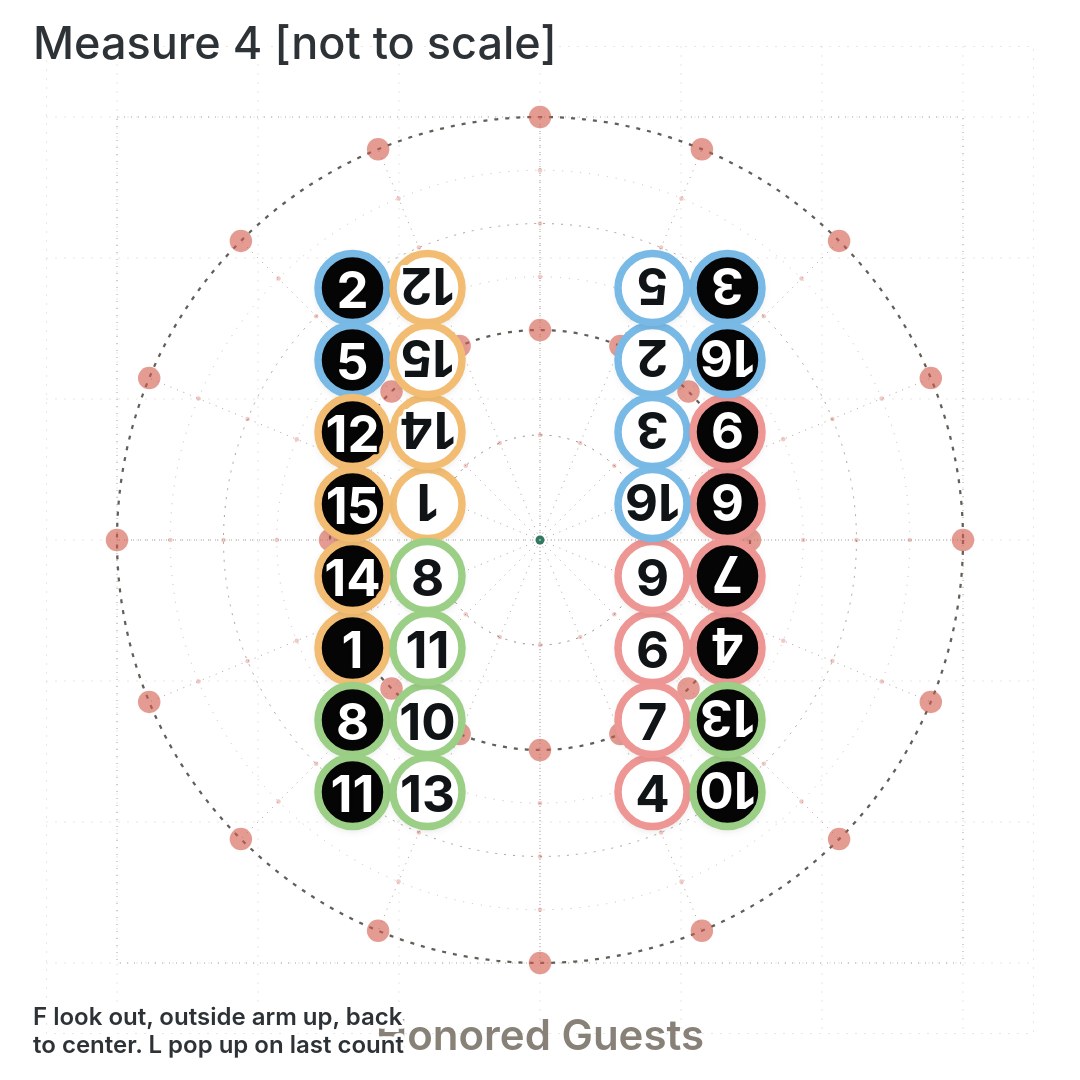 Measure 4 [not to scale]
2 12 5 3
5 15 2 16
12 14 3 9
15 1 16 6
14 8 9 7
1 11 6 4
8 10 7 13
11 13 4 10
F look out, outside arm up, back
to center. L pop up on last count
Honored Guests